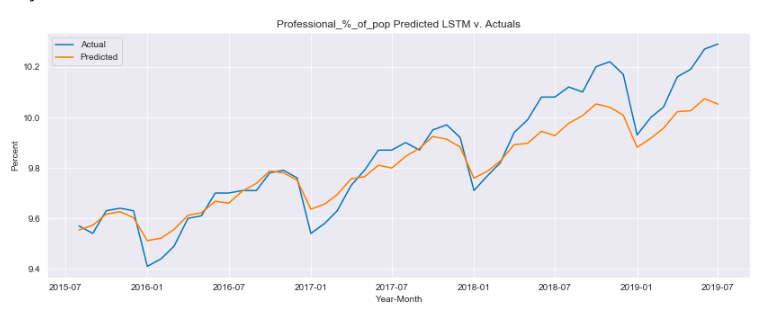 Professional_%_of_pop Predicted LSTM v. Actuals
Actual
Predicted
10.2
10.0
9.8
9.6
9.4
Percent
2015-07
2016-01
2016-07
2017-01
2017-07
2018-01
2018-07
2019-01
2019-07
Year-Month